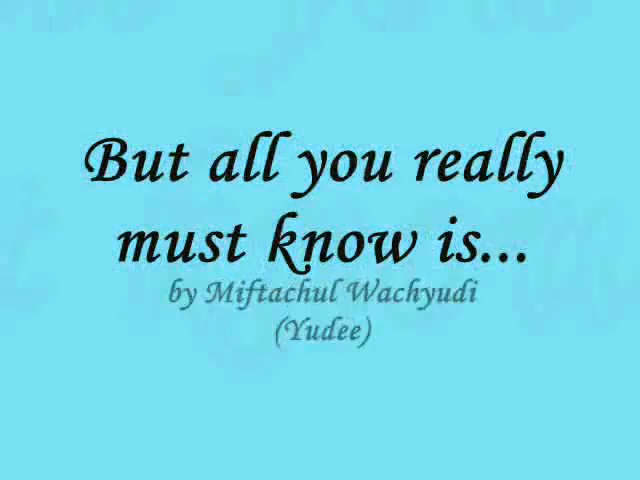 But all you really
must know is...
by Miftachul Wachyudi
(Yudee)